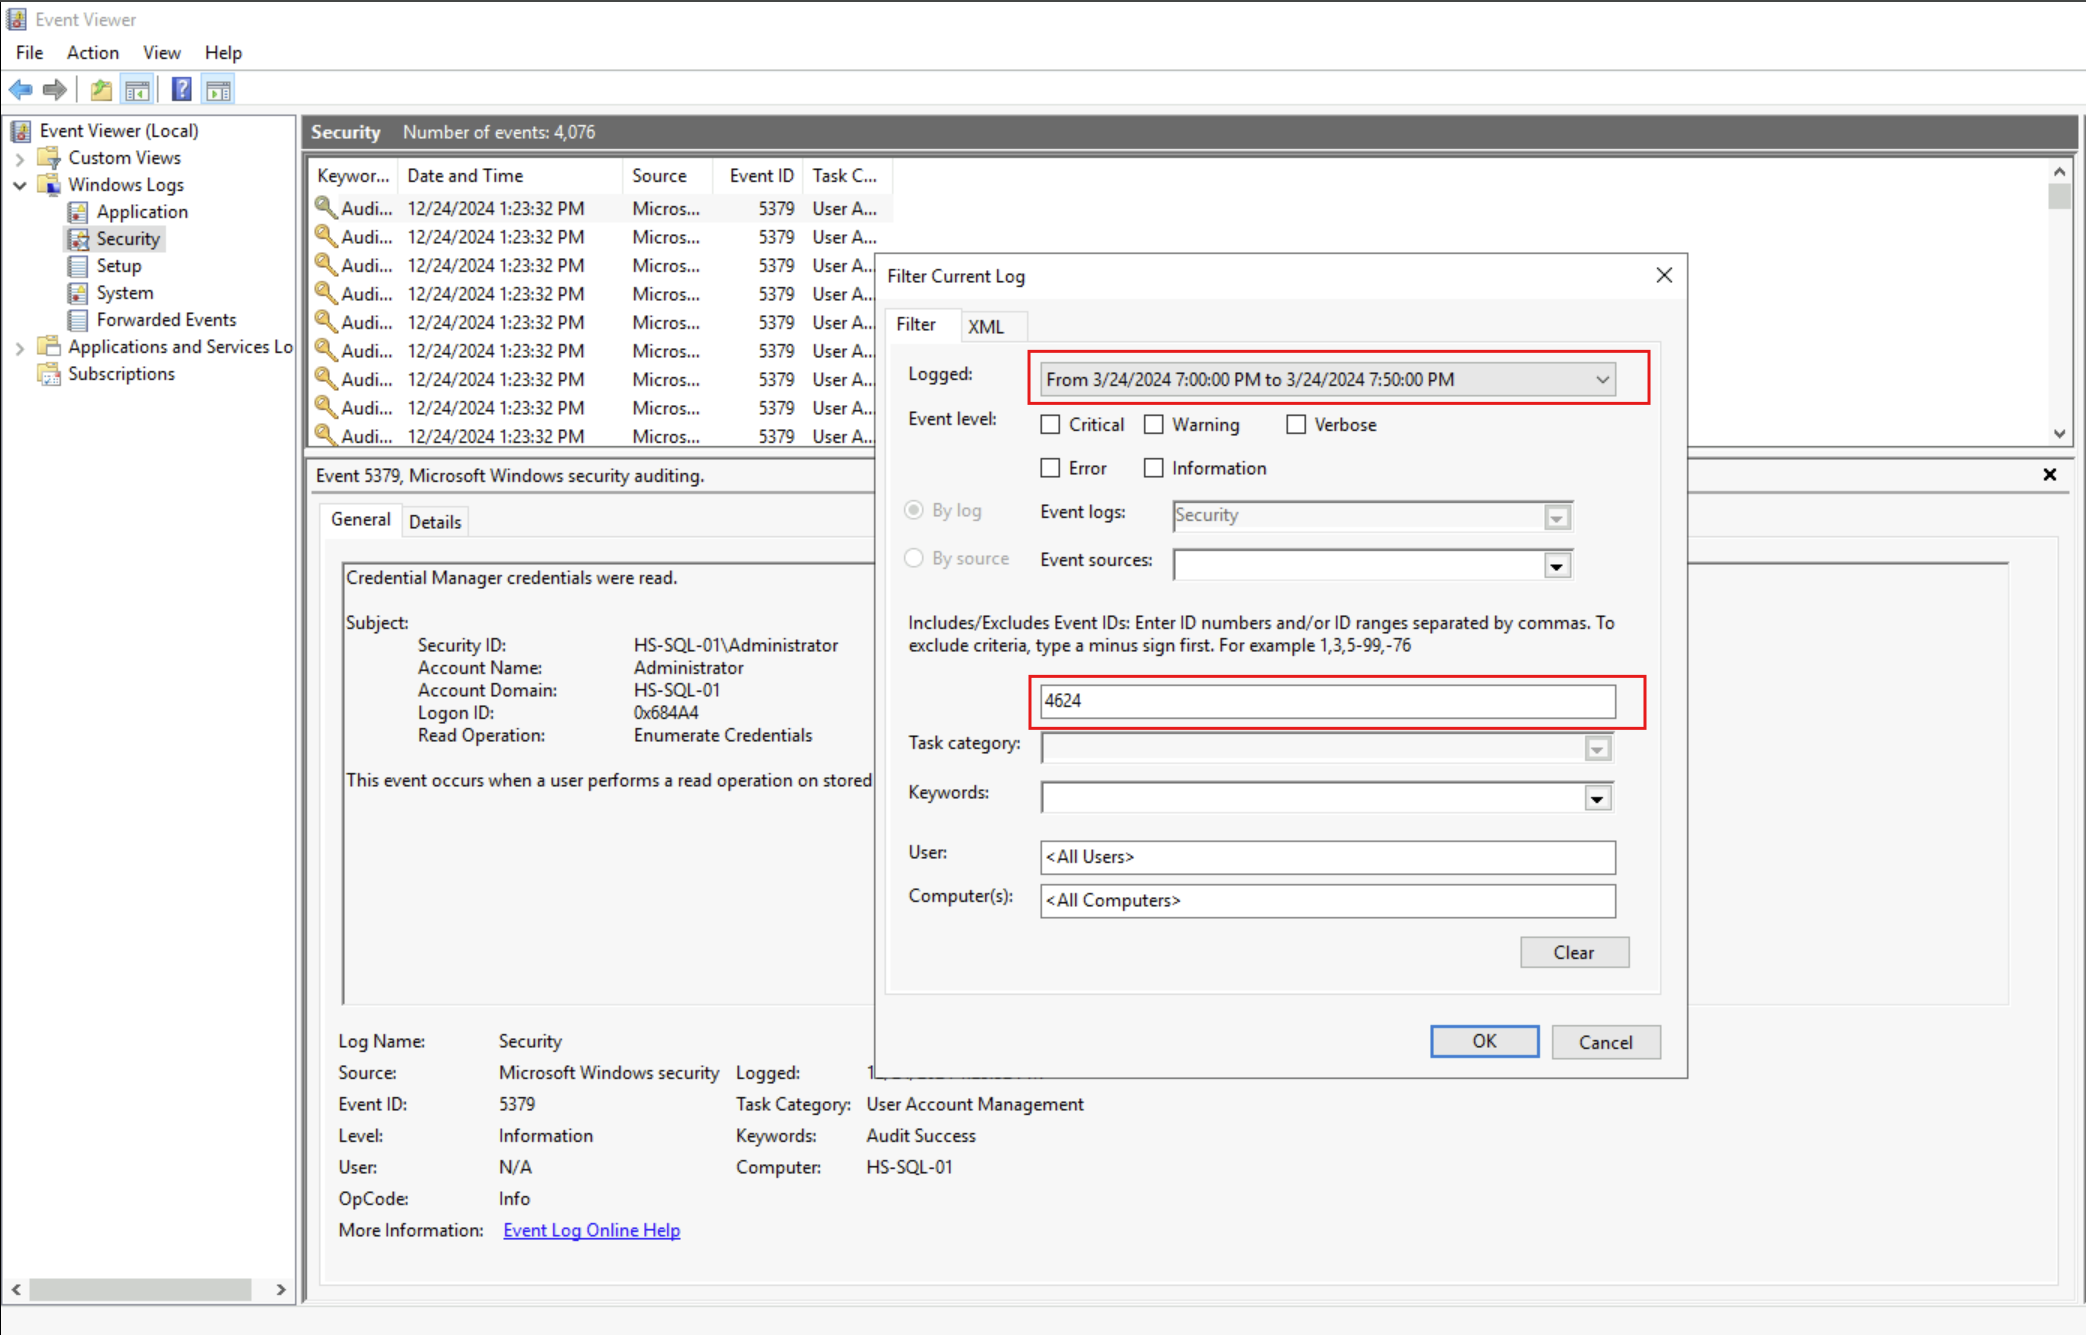 Event Viewer
File Action View Help
Event Viewer (Local)
Custom Views
Windows Logs
Application
Security
Setup
System
Forwarded Events
Applications and Services Lo
Subscriptions
Security Number of events: 4,076
Keywor... Date and Time Source Event ID Task C...
Audi... 12/24/2024 1:23:32 PM Micros... 5379 User A...
Audi... 12/24/2024 1:23:32 PM Micros... 5379 User A...
Audi... 12/24/2024 1:23:32 PM Micros... 5379 User A...
Audi... 12/24/2024 1:23:32 PM Micros... 5379 User A...
Audi... 12/24/2024 1:23:32 PM Micros... 5379 User A...
Audi... 12/24/2024 1:23:32 PM Micros... 5379 User A...
Audi... 12/24/2024 1:23:32 PM Micros... 5379 User A...
Audi... 12/24/2024 1:23:32 PM Micros... 5379 User A...
Audi... 12/24/2024 1:23:32 PM Micros... 5379 User A...
Event 5379, Microsoft Windows security auditing.
General Details
Credential Manager credentials were read.
Subject:
Security ID: HS-SQL-01\Administrator
Account Name: Administrator
Account Domain: HS-SQL-01
Logon ID: 0x684A4
Read Operation: Enumerate Credentials
This event occurs when a user performs a read operation on stored
Log Name: Security
Source: Microsoft Windows security Logged:
Event ID: 5379 Task Category: User Account Management
Level: Information Keywords: Audit Success
User: N/A Computer: HS-SQL-01
OpCode: Info
More Information: Event Log Online Help
Filter Current Log
Filter XML
Logged: From 3/24/2024 7:00:00 PM to 3/24/2024 7:50:00 PM
Event level: Critical Warning Verbose
Error Information
By log Event logs: Security
By source Event sources:
Includes/Excludes Event IDs: Enter ID numbers and/or ID ranges separated by commas. To
exclude criteria, type a minus sign first. For example 1,3,5-99,-76
4624
Task category:
Keywords:
User: <All Users>
Computer(s): <All Computers>
Clear
OK Cancel